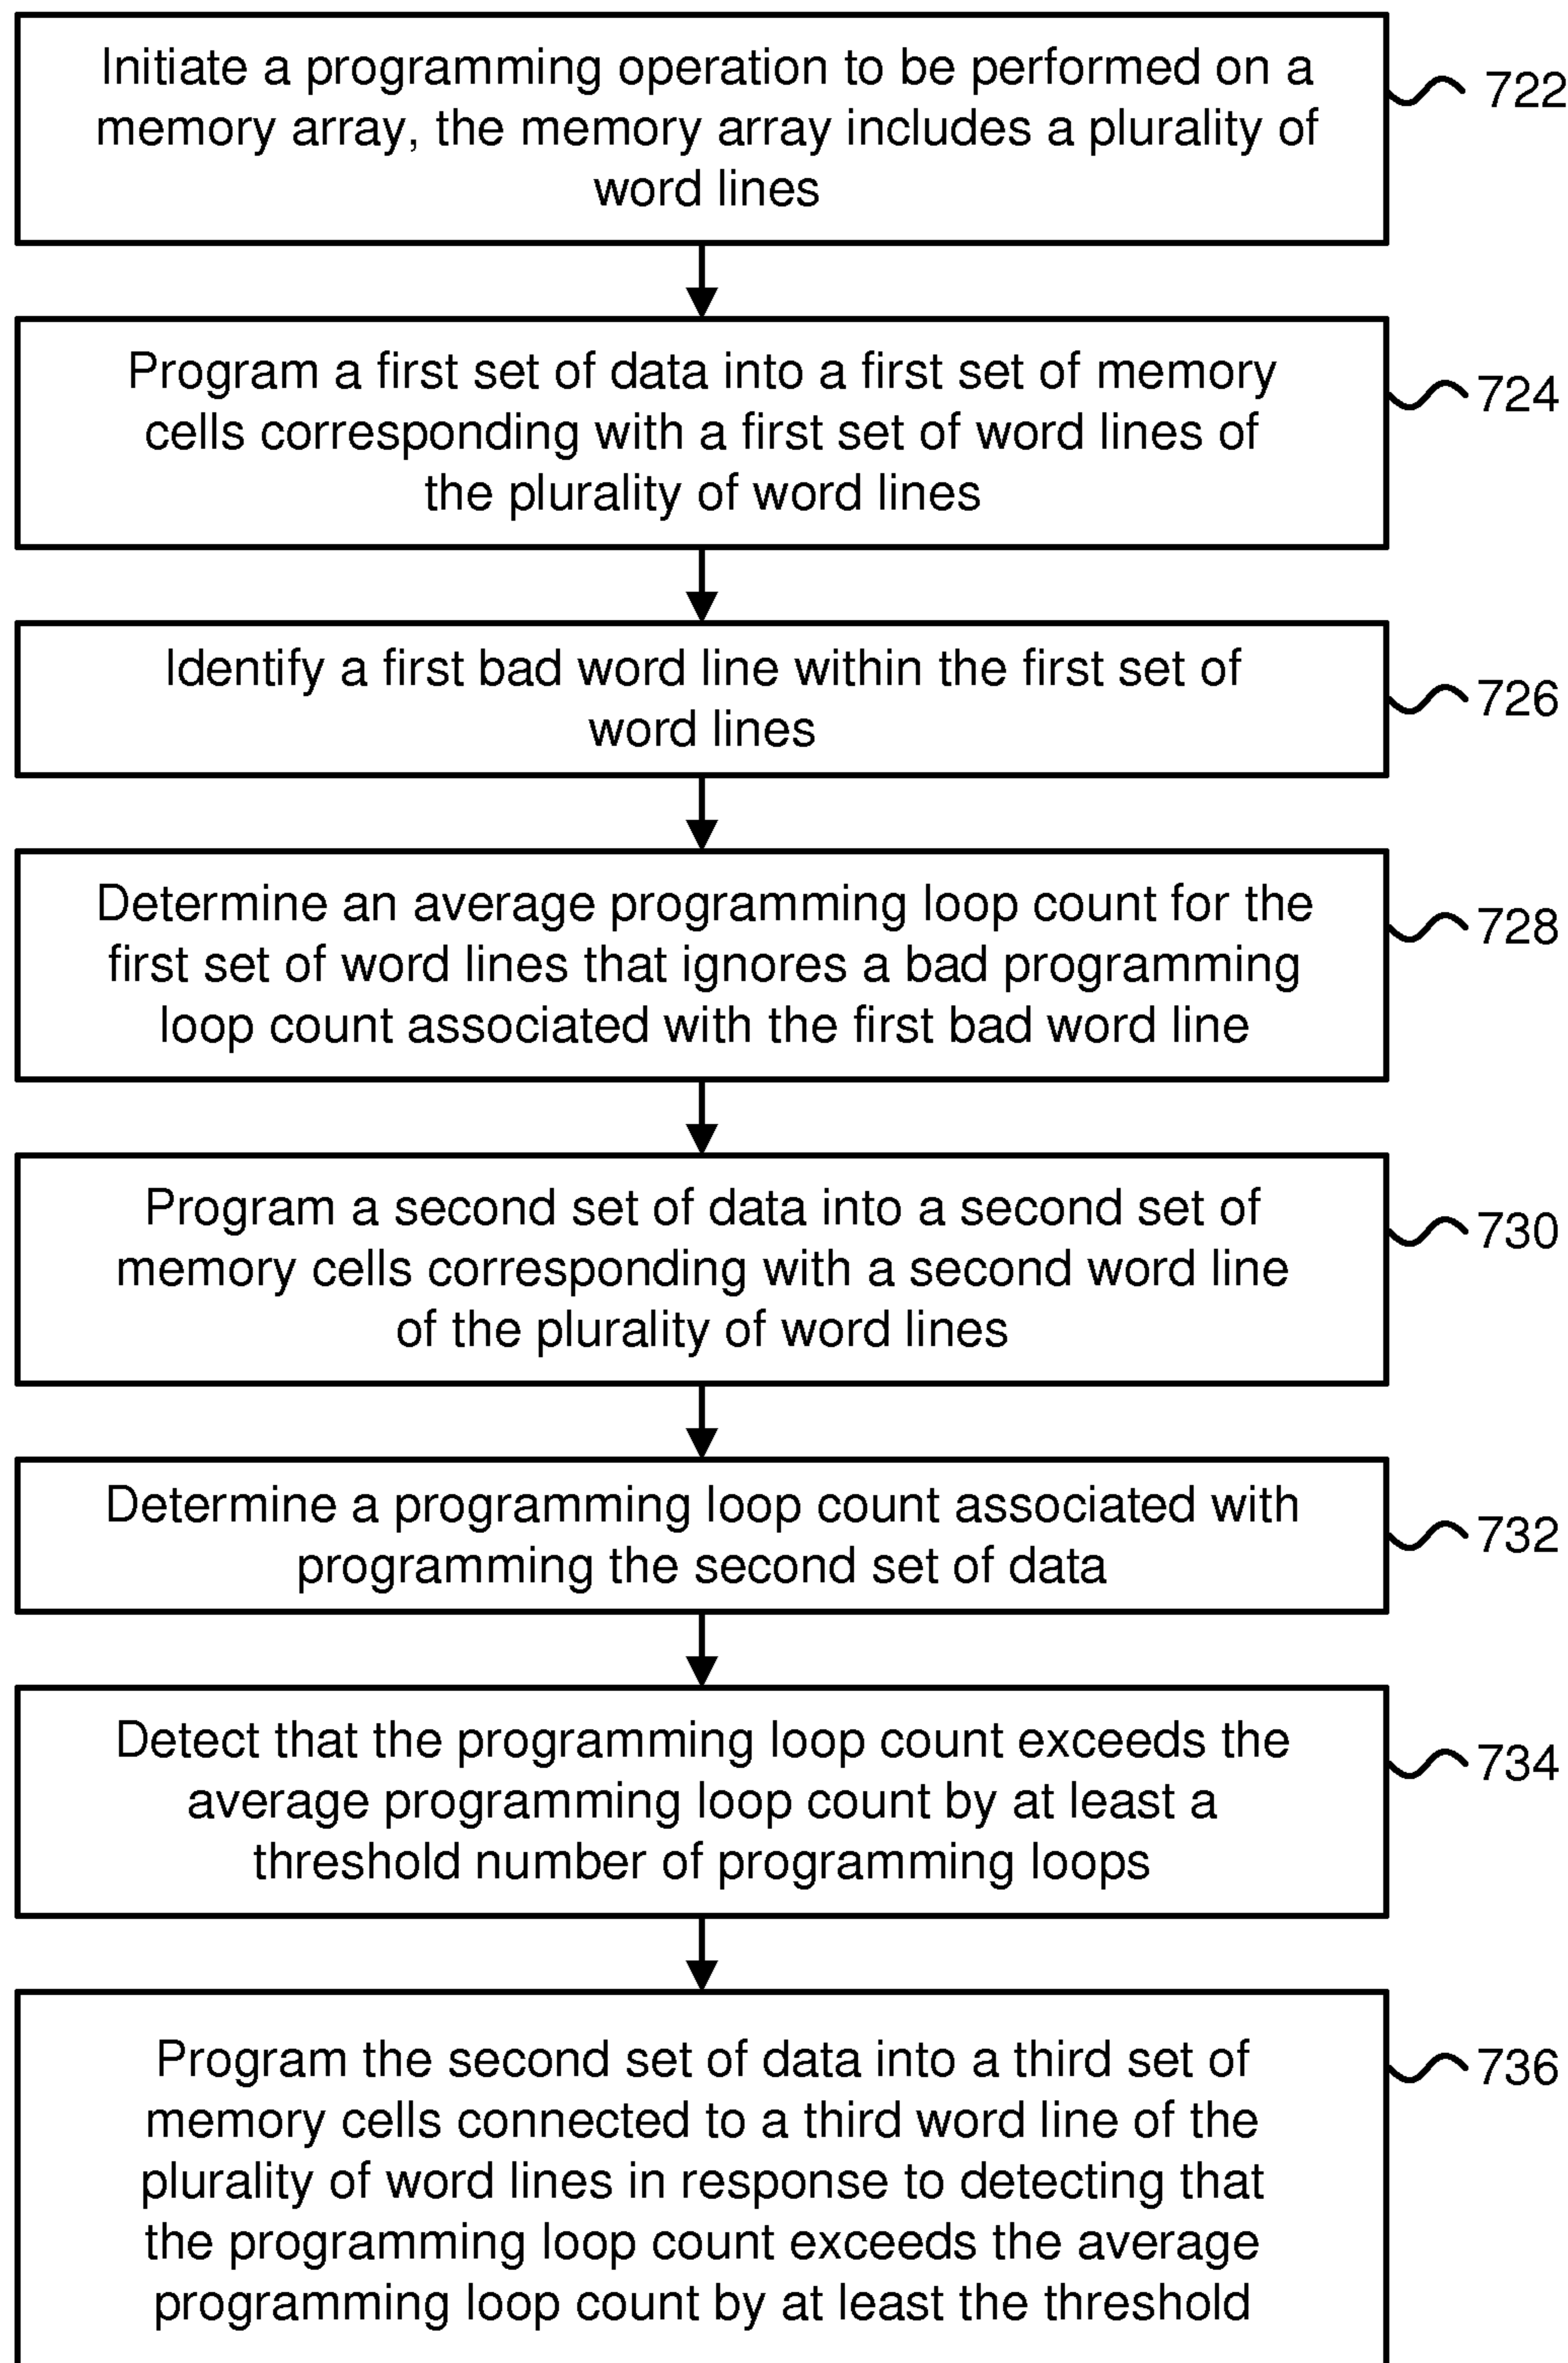 Initiate a programming operation to be performed on a
memory array, the memory array includes a plurality of
word lines
722
Program a first set of data into a first set of memory
cells corresponding with a first set of word lines of
the plurality of word lines
724
Identify a first bad word line within the first set of
word lines
726
Determine an average programming loop count for the
first set of word lines that ignores a bad programming
loop count associated with the first bad word line
728
Program a second set of data into a second set of
memory cells corresponding with a second word line
of the plurality of word lines
730
Determine a programming loop count associated with
programming the second set of data
732
Detect that the programming loop count exceeds the
average programming loop count by at least a
threshold number of programming loops
734
Program the second set of data into a third set of
memory cells connected to a third word line of the
plurality of word lines in response to detecting that
the programming loop count exceeds the average
programming loop count by at least the threshold
736